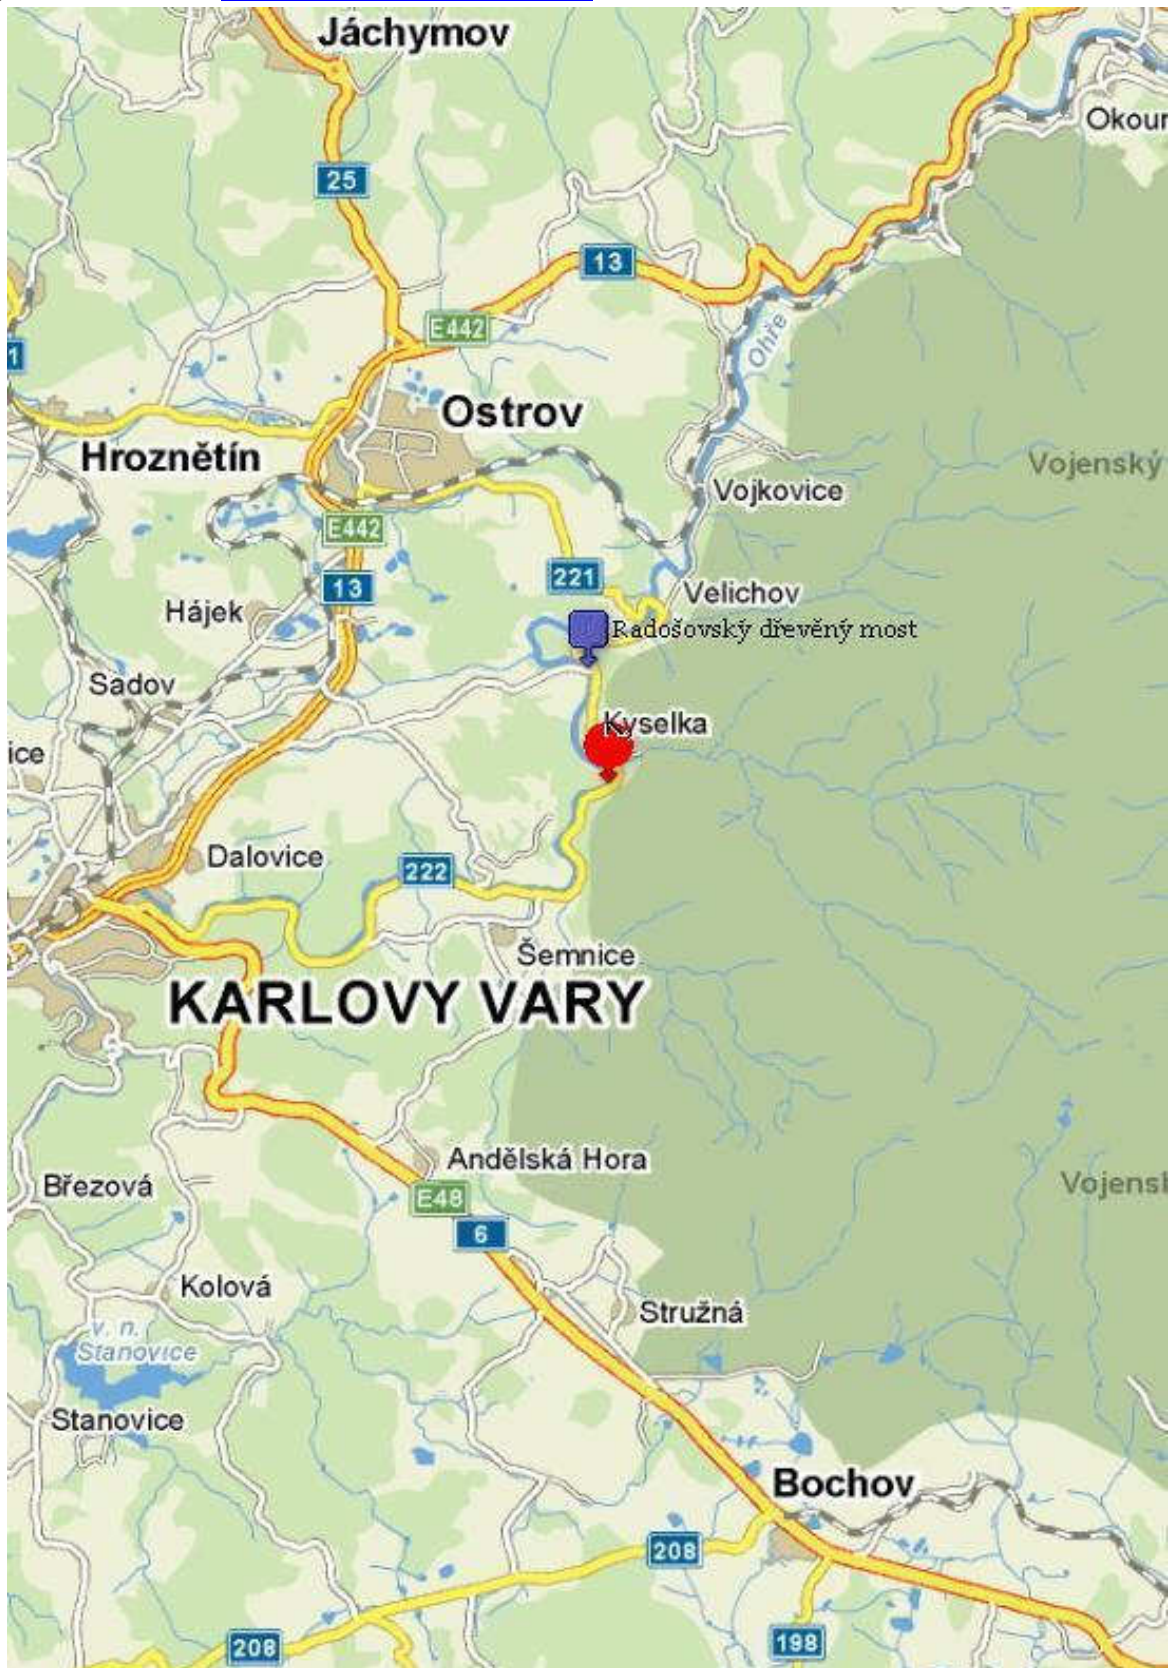 Jáchymov
Okour
25
13
E442
Ohře
1
Ostrov
Hroznětín
Vojenský
Vojkovice
E442
221
13
Velichov
Hájek
Radošovský dřevěný most
Sadov
Kyselka
ice
Dalovice
222
Šemnice
KARLOVY VARY
Andělská Hora
Březová
E48
6
Kolová
Stružná
v. n.
Stanovice
Stanovice
Bochov
208
208
198